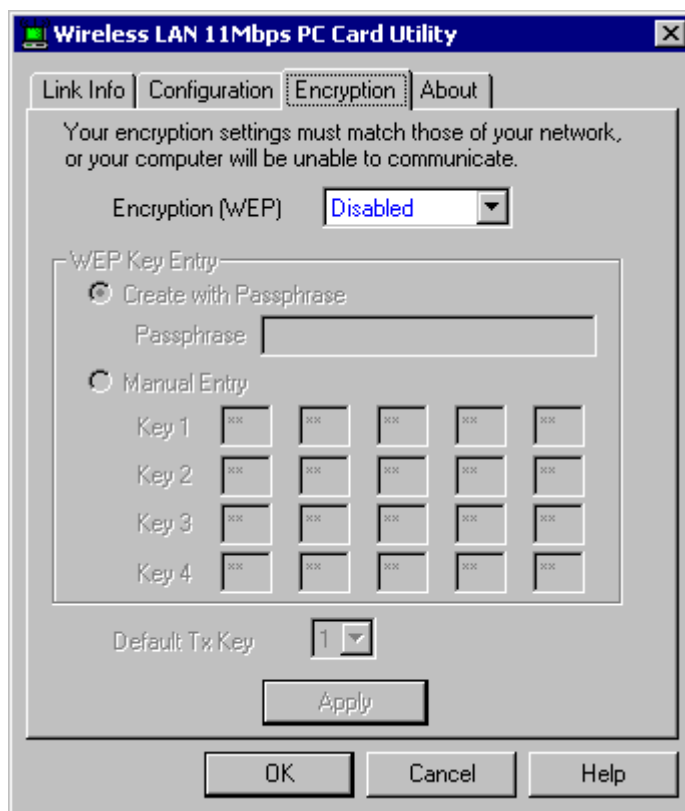 Wireless LAN 11Mbps PC Card Utility
Link Info Configuration Encryption About
Your encryption settings must match those of your network,
or your computer will be unable to communicate.
Encryption (WEP) Disabled
WEP Key Entry
Create with Passphrase
Passphrase
Manual Entry
Key 1 ** ** ** ** **
Key 2 ** ** ** ** **
Key 3 ** ** ** ** **
Key 4 ** ** ** ** **
Default Tx Key 1
Apply
OK Cancel Help